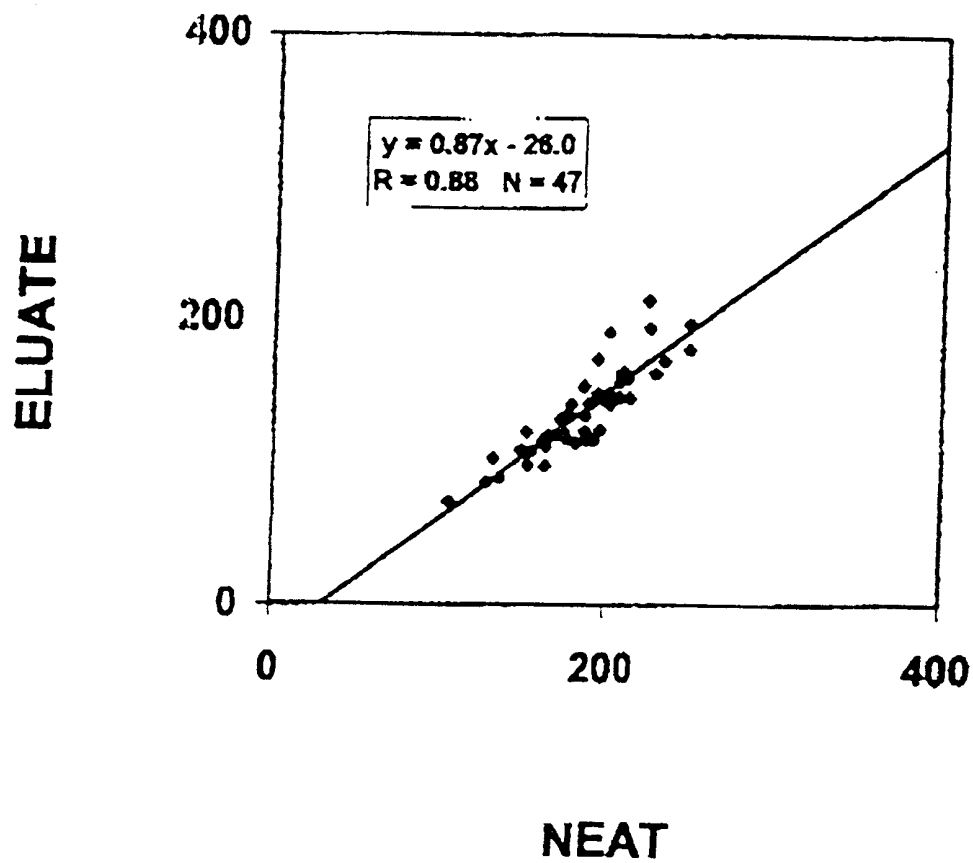 400
y = 0.87x - 26.0
R = 0.88 N = 47
ELUATE
200
0
0 200 400
NEAT